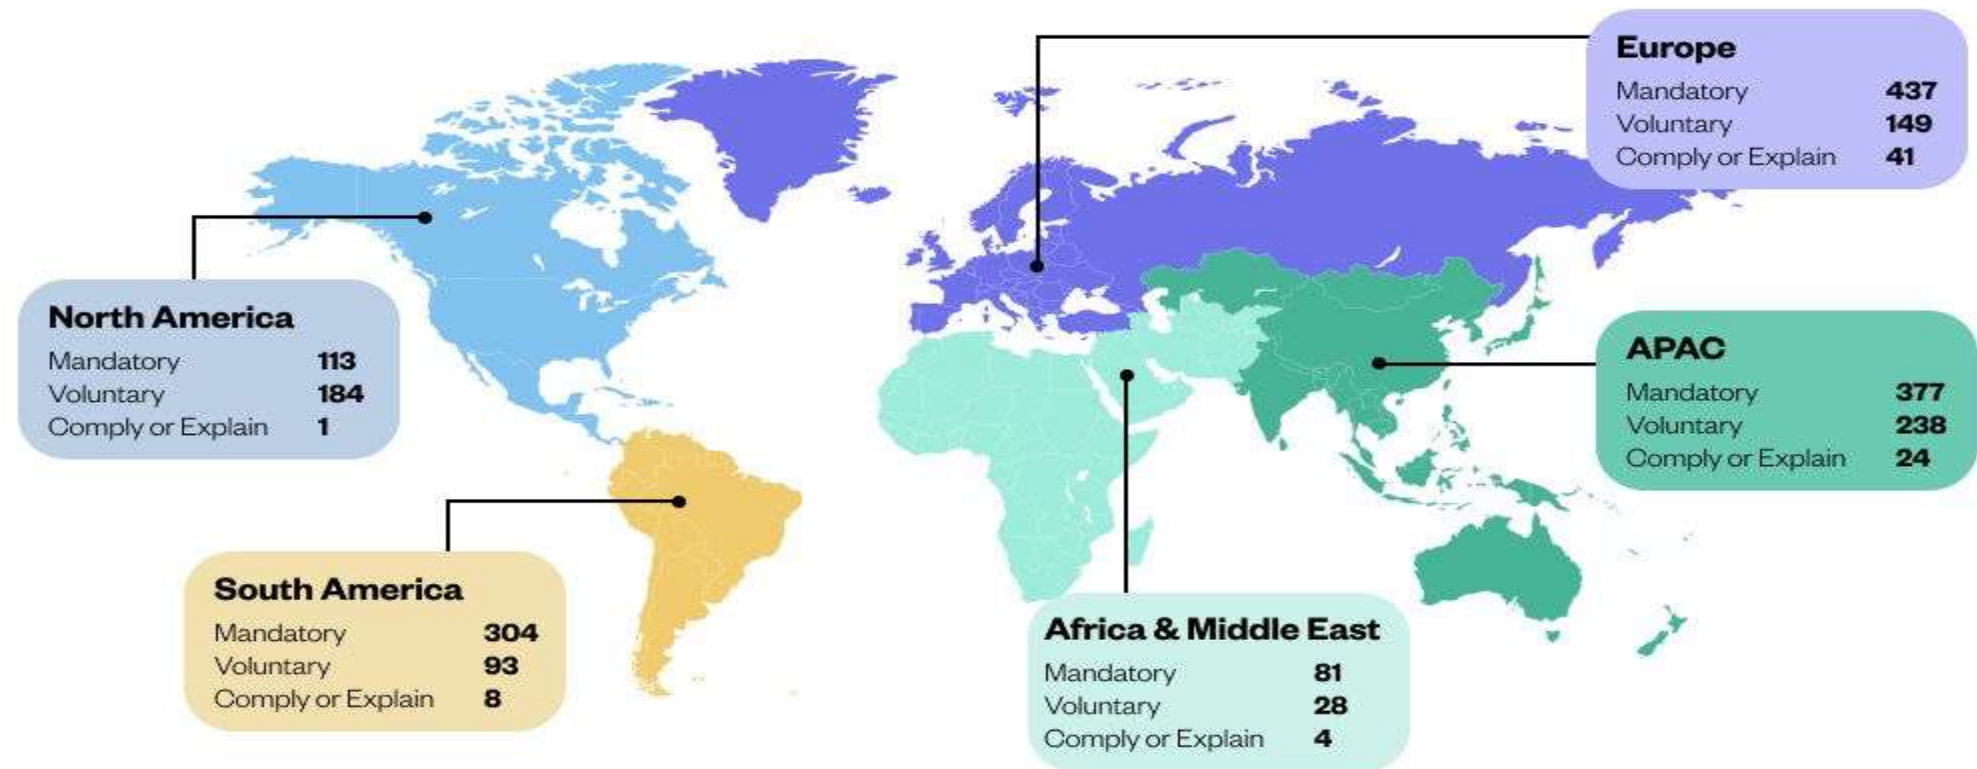 Europe
Mandatory 437
Voluntary 149
Comply or Explain 41
North America
Mandatory 113
Voluntary 184
Comply or Explain 1
APAC
Mandatory 377
Voluntary 238
Comply or Explain 24
South America
Mandatory 304
Voluntary 93
Comply or Explain 8
Africa & Middle East
Mandatory 81
Voluntary 28
Comply or Explain 4